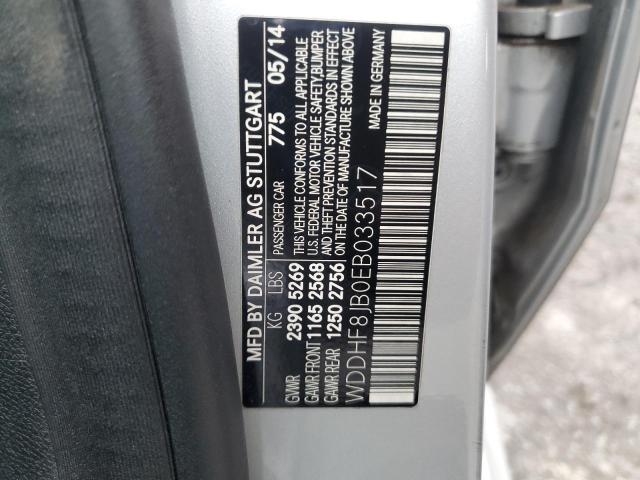 MFD BY DAIMLER AG STUTTGART
KG LBS
PASSENGER CAR 775 05/14
GVWR 2390 5269
GAWR FRONT 1165 2568
GAWR REAR 1250 2756
THIS VEHICLE CONFORMS TO ALL APPLICABLE
U.S. FEDERAL MOTOR VEHICLE SAFETY,BUMPER
AND THEFT PREVENTION STANDARDS IN EFFECT
ON THE DATE OF MANUFACTURE SHOWN ABOVE
WDDHF8JB0EB033517
MADE IN GERMANY